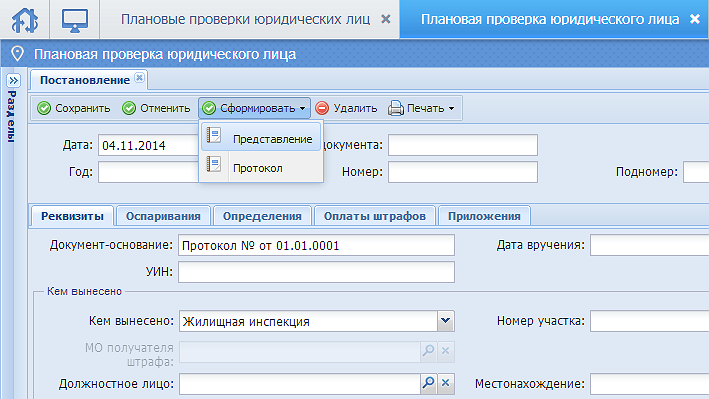 Плановые проверки юридических лиц
Плановая проверка юридического лица
Плановая проверка юридического лица
Разделы
Постановление
Сохранить Отменить Сформировать Удалить Печать
Представление
Протокол
Дата: 04.11.2014 документа:
Год: Номер: Подномер:
Реквизиты Оспаривания Определения Оплаты штрафов Приложения
Документ-основание: Протокол № от 01.01.0001 Дата вручения:
УИН:
Кем вынесено
Кем вынесено: Жилищная инспекция Номер участка:
МО получателя
штрафа:
Должностное лицо: Местонахождение: